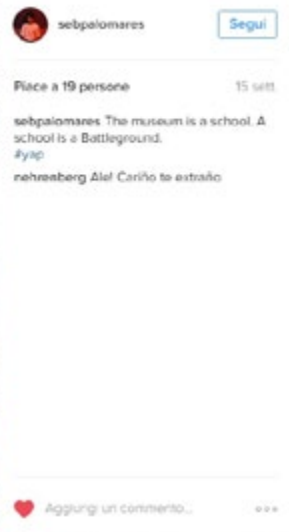 sebpalomares
Segui
Piace a 19 persone
15 sett.
sebpalomares The museum is a school. A
school is a Battleground.
#yap
nehrenberg Ale! Cariño te extraño
Aggiungi un commento...